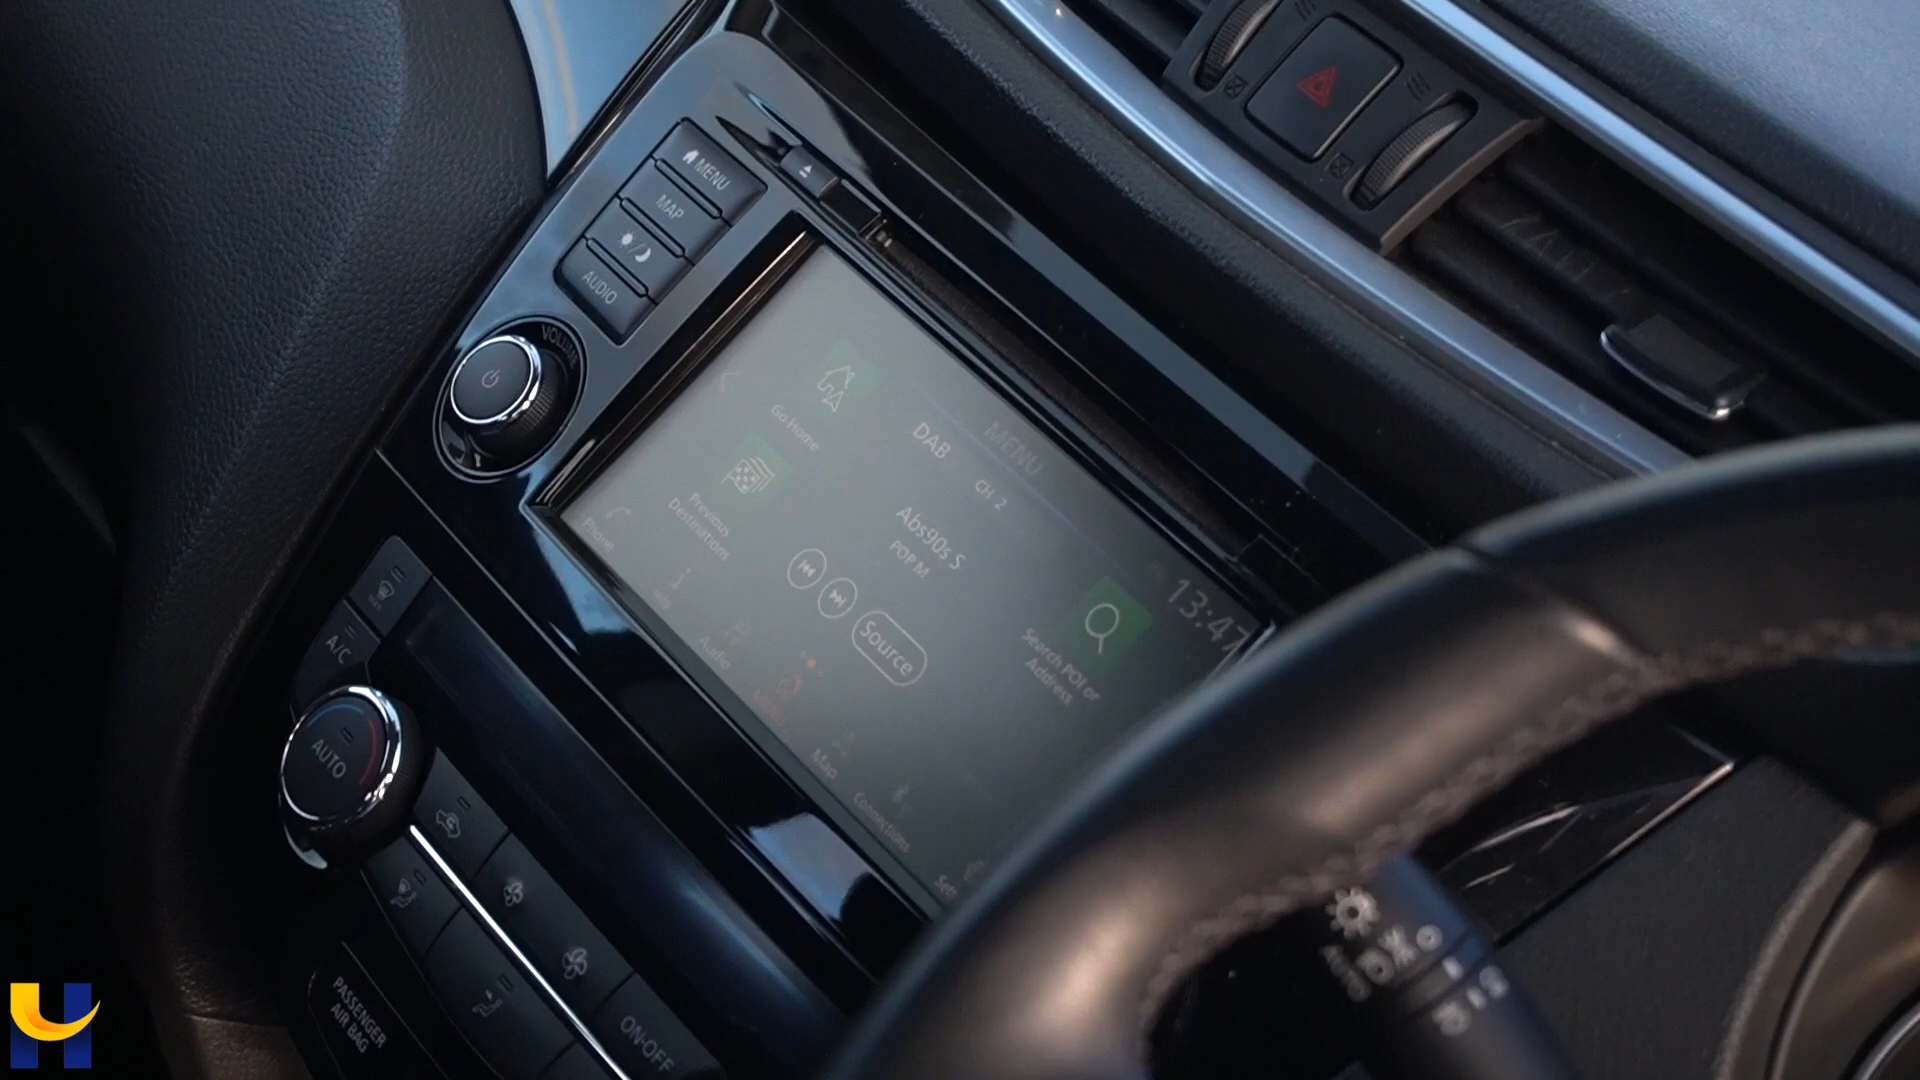 MENU
MAP
AUDIO
VOLUME
MENU
13:47
Go Home
Previous
Destinations
DAB
CH 2
Abs90s S
POP M
Source
Search POI or
Address
Phone
Info
Audio
Map
Connections
A/C
AUTO
ON·OFF
PASSENGER
AIR BAG
AUTO